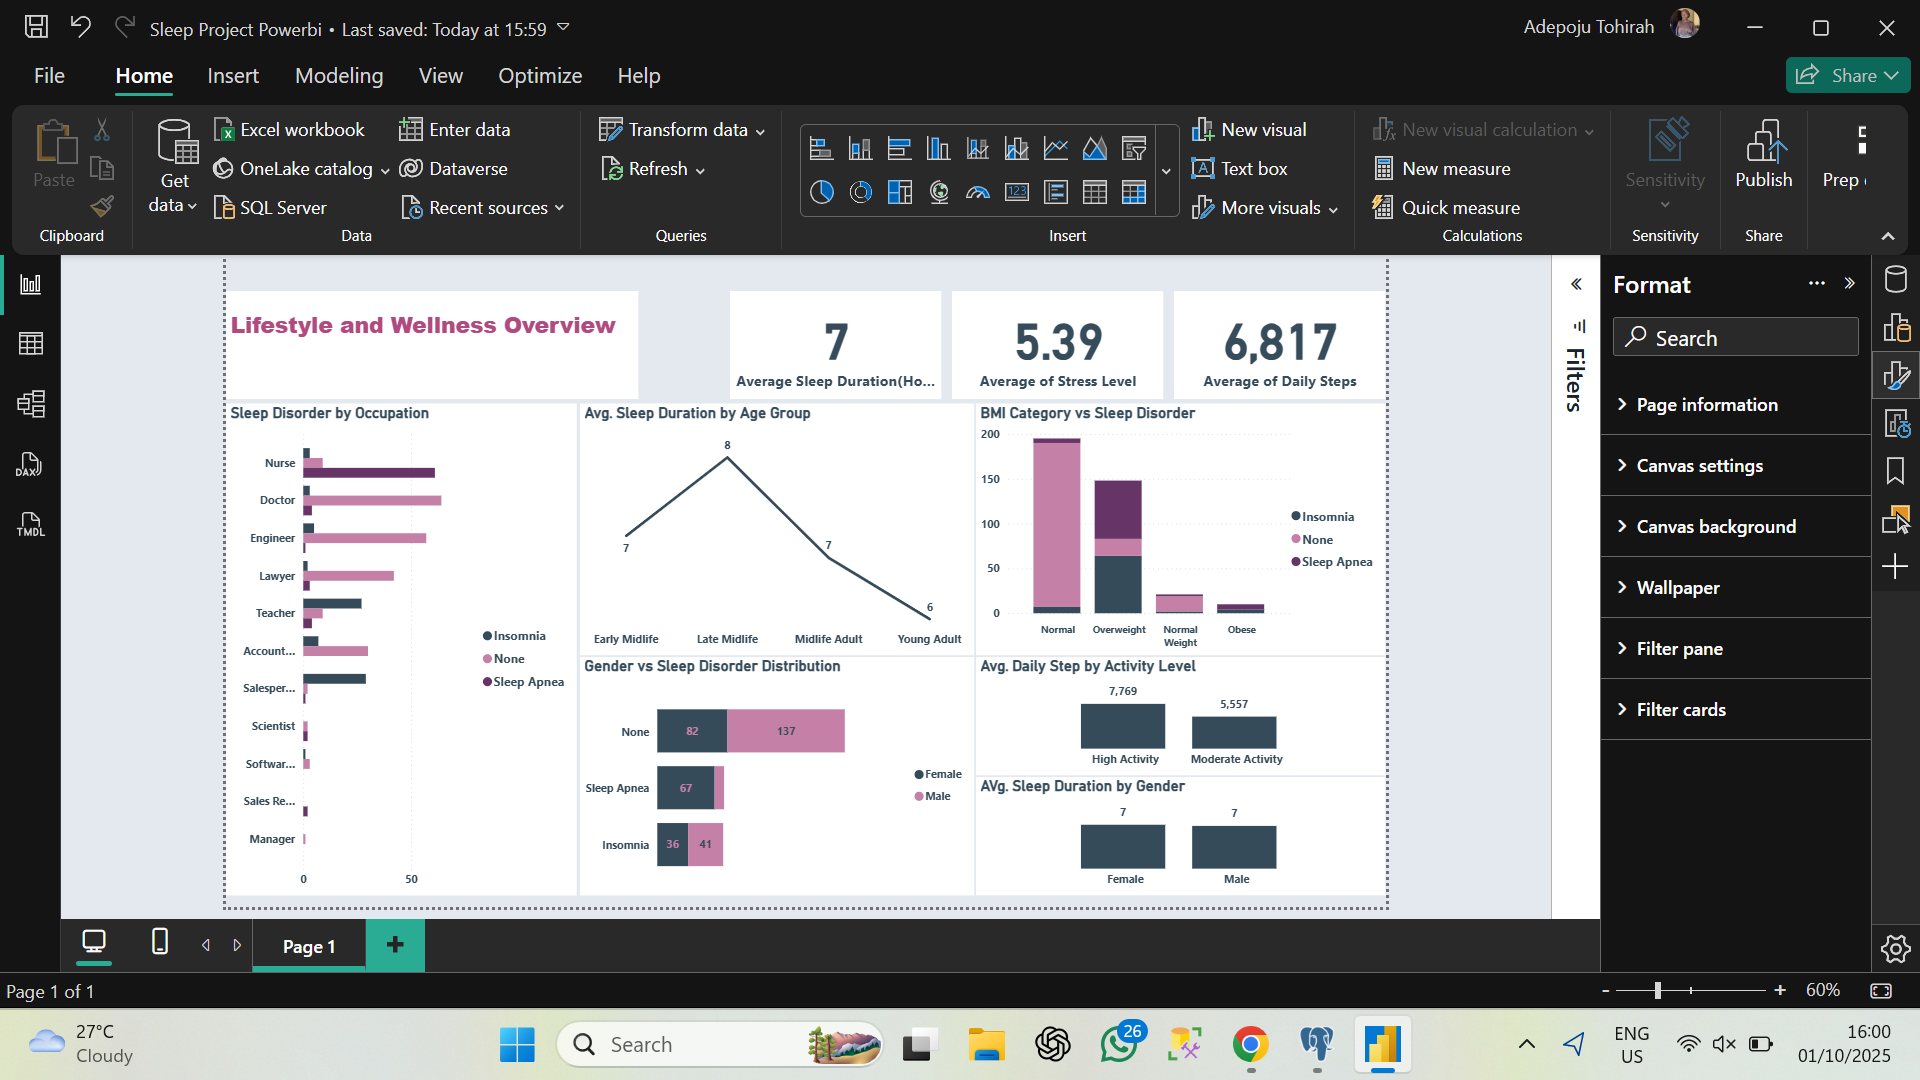 Sleep Project Powerbi • Last saved: Today at 15:59
Adepoju Tohirah
File Home Insert Modeling View Optimize Help
Share
Paste
Clipboard
Get data
Excel workbook
OneLake catalog
SQL Server
Enter data
Dataverse
Recent sources
Data
Transform data
Refresh
Queries
123
Insert
New visual
Text box
More visuals
New visual calculation
New measure
Quick measure
Calculations
Sensitivity
Sensitivity
Publish
Share
Prep
DAX
TMDL
Lifestyle and Wellness Overview
7
Average Sleep Duration(Ho...
5.39
Average of Stress Level
6,817
Average of Daily Steps
Sleep Disorder by Occupation
Nurse
Doctor
Engineer
Lawyer
Teacher
Account...
Salesper...
Scientist
Softwar...
Sales Re...
Manager
0 50
Insomnia
None
Sleep Apnea
Avg. Sleep Duration by Age Group
7 8 7 6
Early Midlife Late Midlife Midlife Adult Young Adult
BMI Category vs Sleep Disorder
200
150
100
50
0
Normal Overweight Normal Weight Obese
Insomnia
None
Sleep Apnea
Gender vs Sleep Disorder Distribution
None 82 137
Sleep Apnea 67
Insomnia 36 41
Female
Male
Avg. Daily Step by Activity Level
7,769 5,557
High Activity Moderate Activity
AVg. Sleep Duration by Gender
7 7
Female Male
Filters
Format
Search
Page information
Canvas settings
Canvas background
Wallpaper
Filter pane
Filter cards
Page 1
Page 1 of 1
- + 60%
27°C
Cloudy
Search
26
ENG
US
16:00
01/10/2025